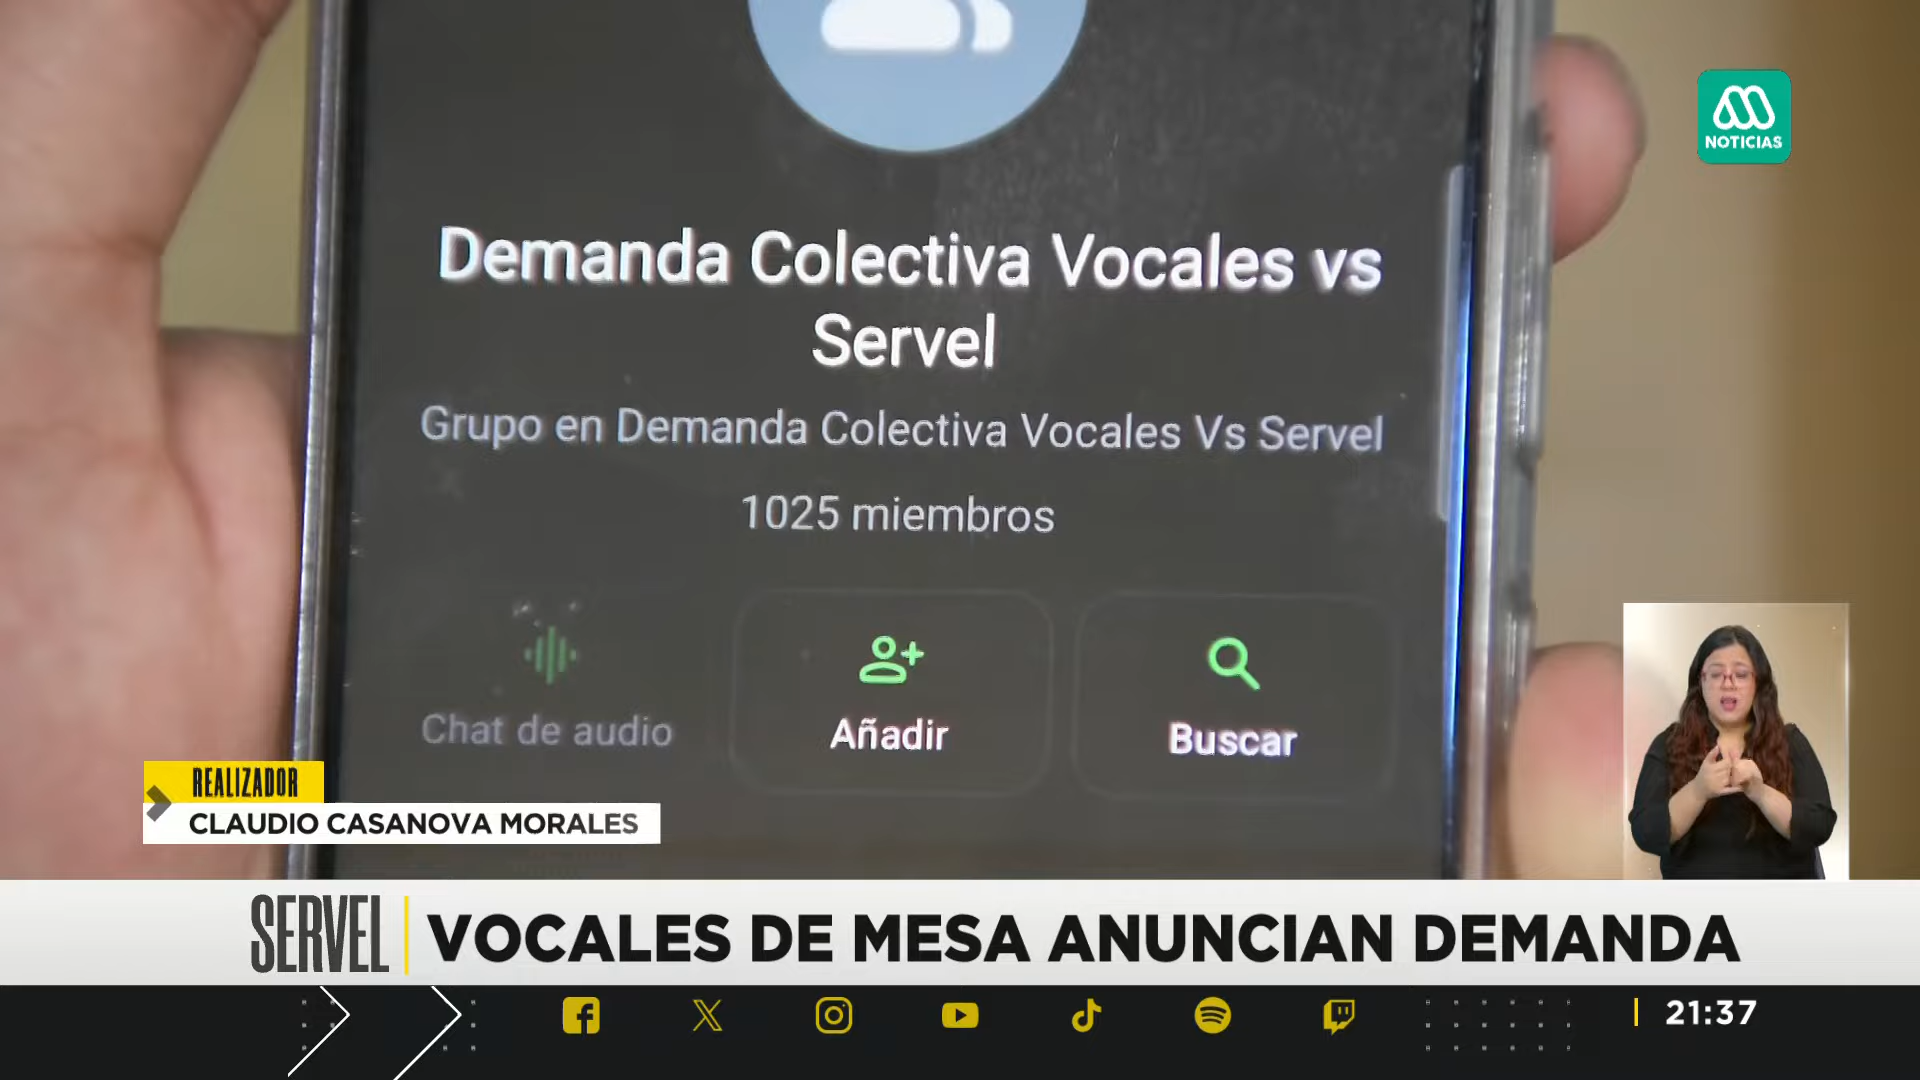 NOTICIAS
Demanda Colectiva Vocales vs
Servel
Grupo en Demanda Colectiva Vocales Vs Servel
1025 miembros
Chat de audio
Añadir
Buscar
REALIZADOR
CLAUDIO CASANOVA MORALES
SERVEL
VOCALES DE MESA ANUNCIAN DEMANDA
21:37